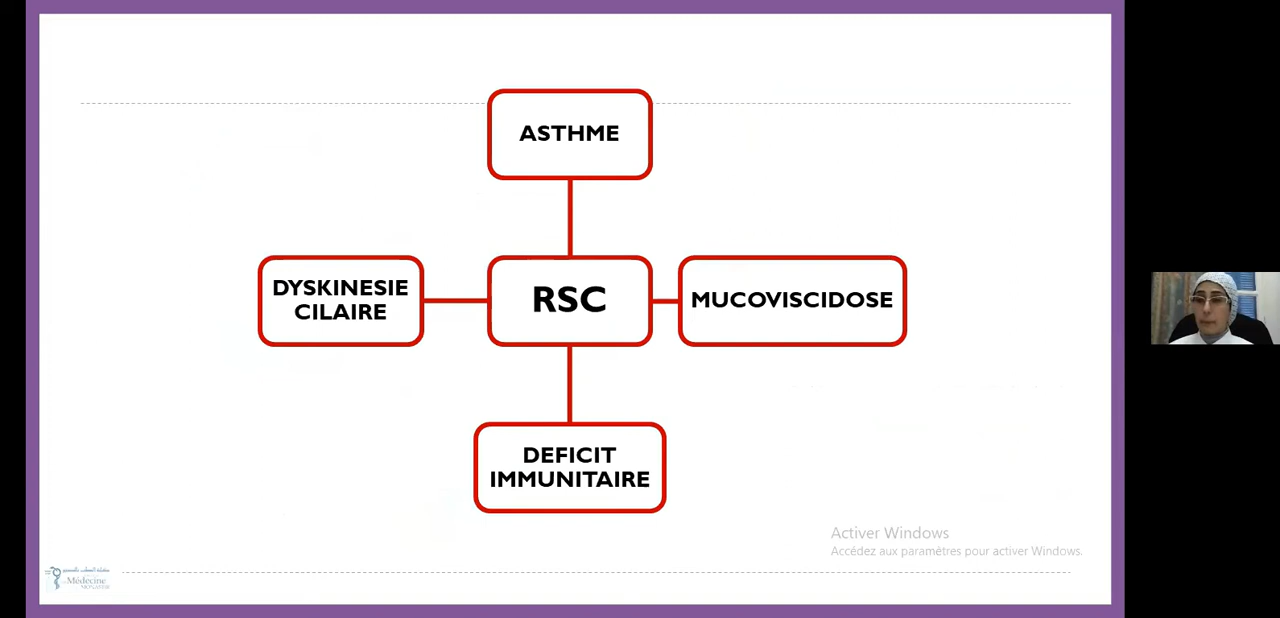 ASTHME
DYSKINESIE
CILAIRE
RSC
MUCOVISCIDOSE
DEFICIT
IMMUNITAIRE
Activer Windows
Accédez aux paramètres pour activer Windows.
Médecine